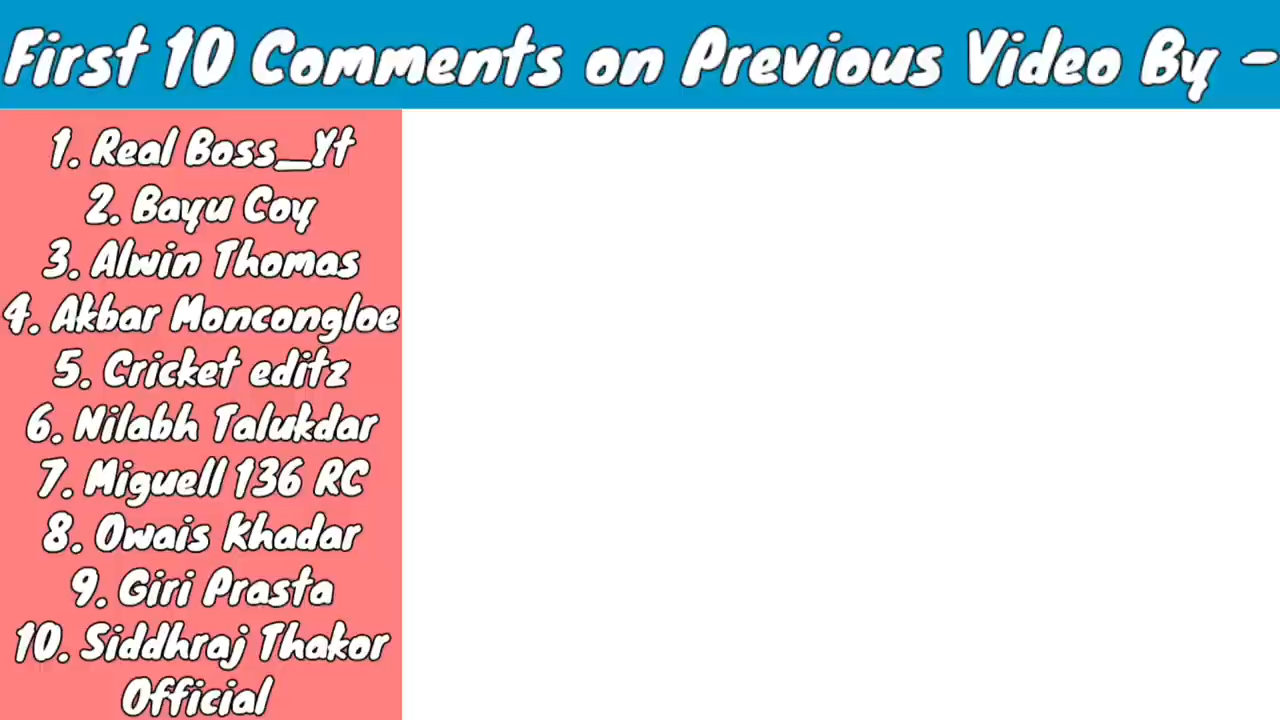 First 10 Comments on Previous Video By -
1. Real Boss_Yt
2. Bayu Coy
3. Alwin Thomas
4. Akbar Moncongloe
5. Cricket editz
6. Nilabh Talukdar
7. Miguell 136 RC
8. Owais Khadar
9. Giri Prasta
10. Siddhraj Thakor
Official